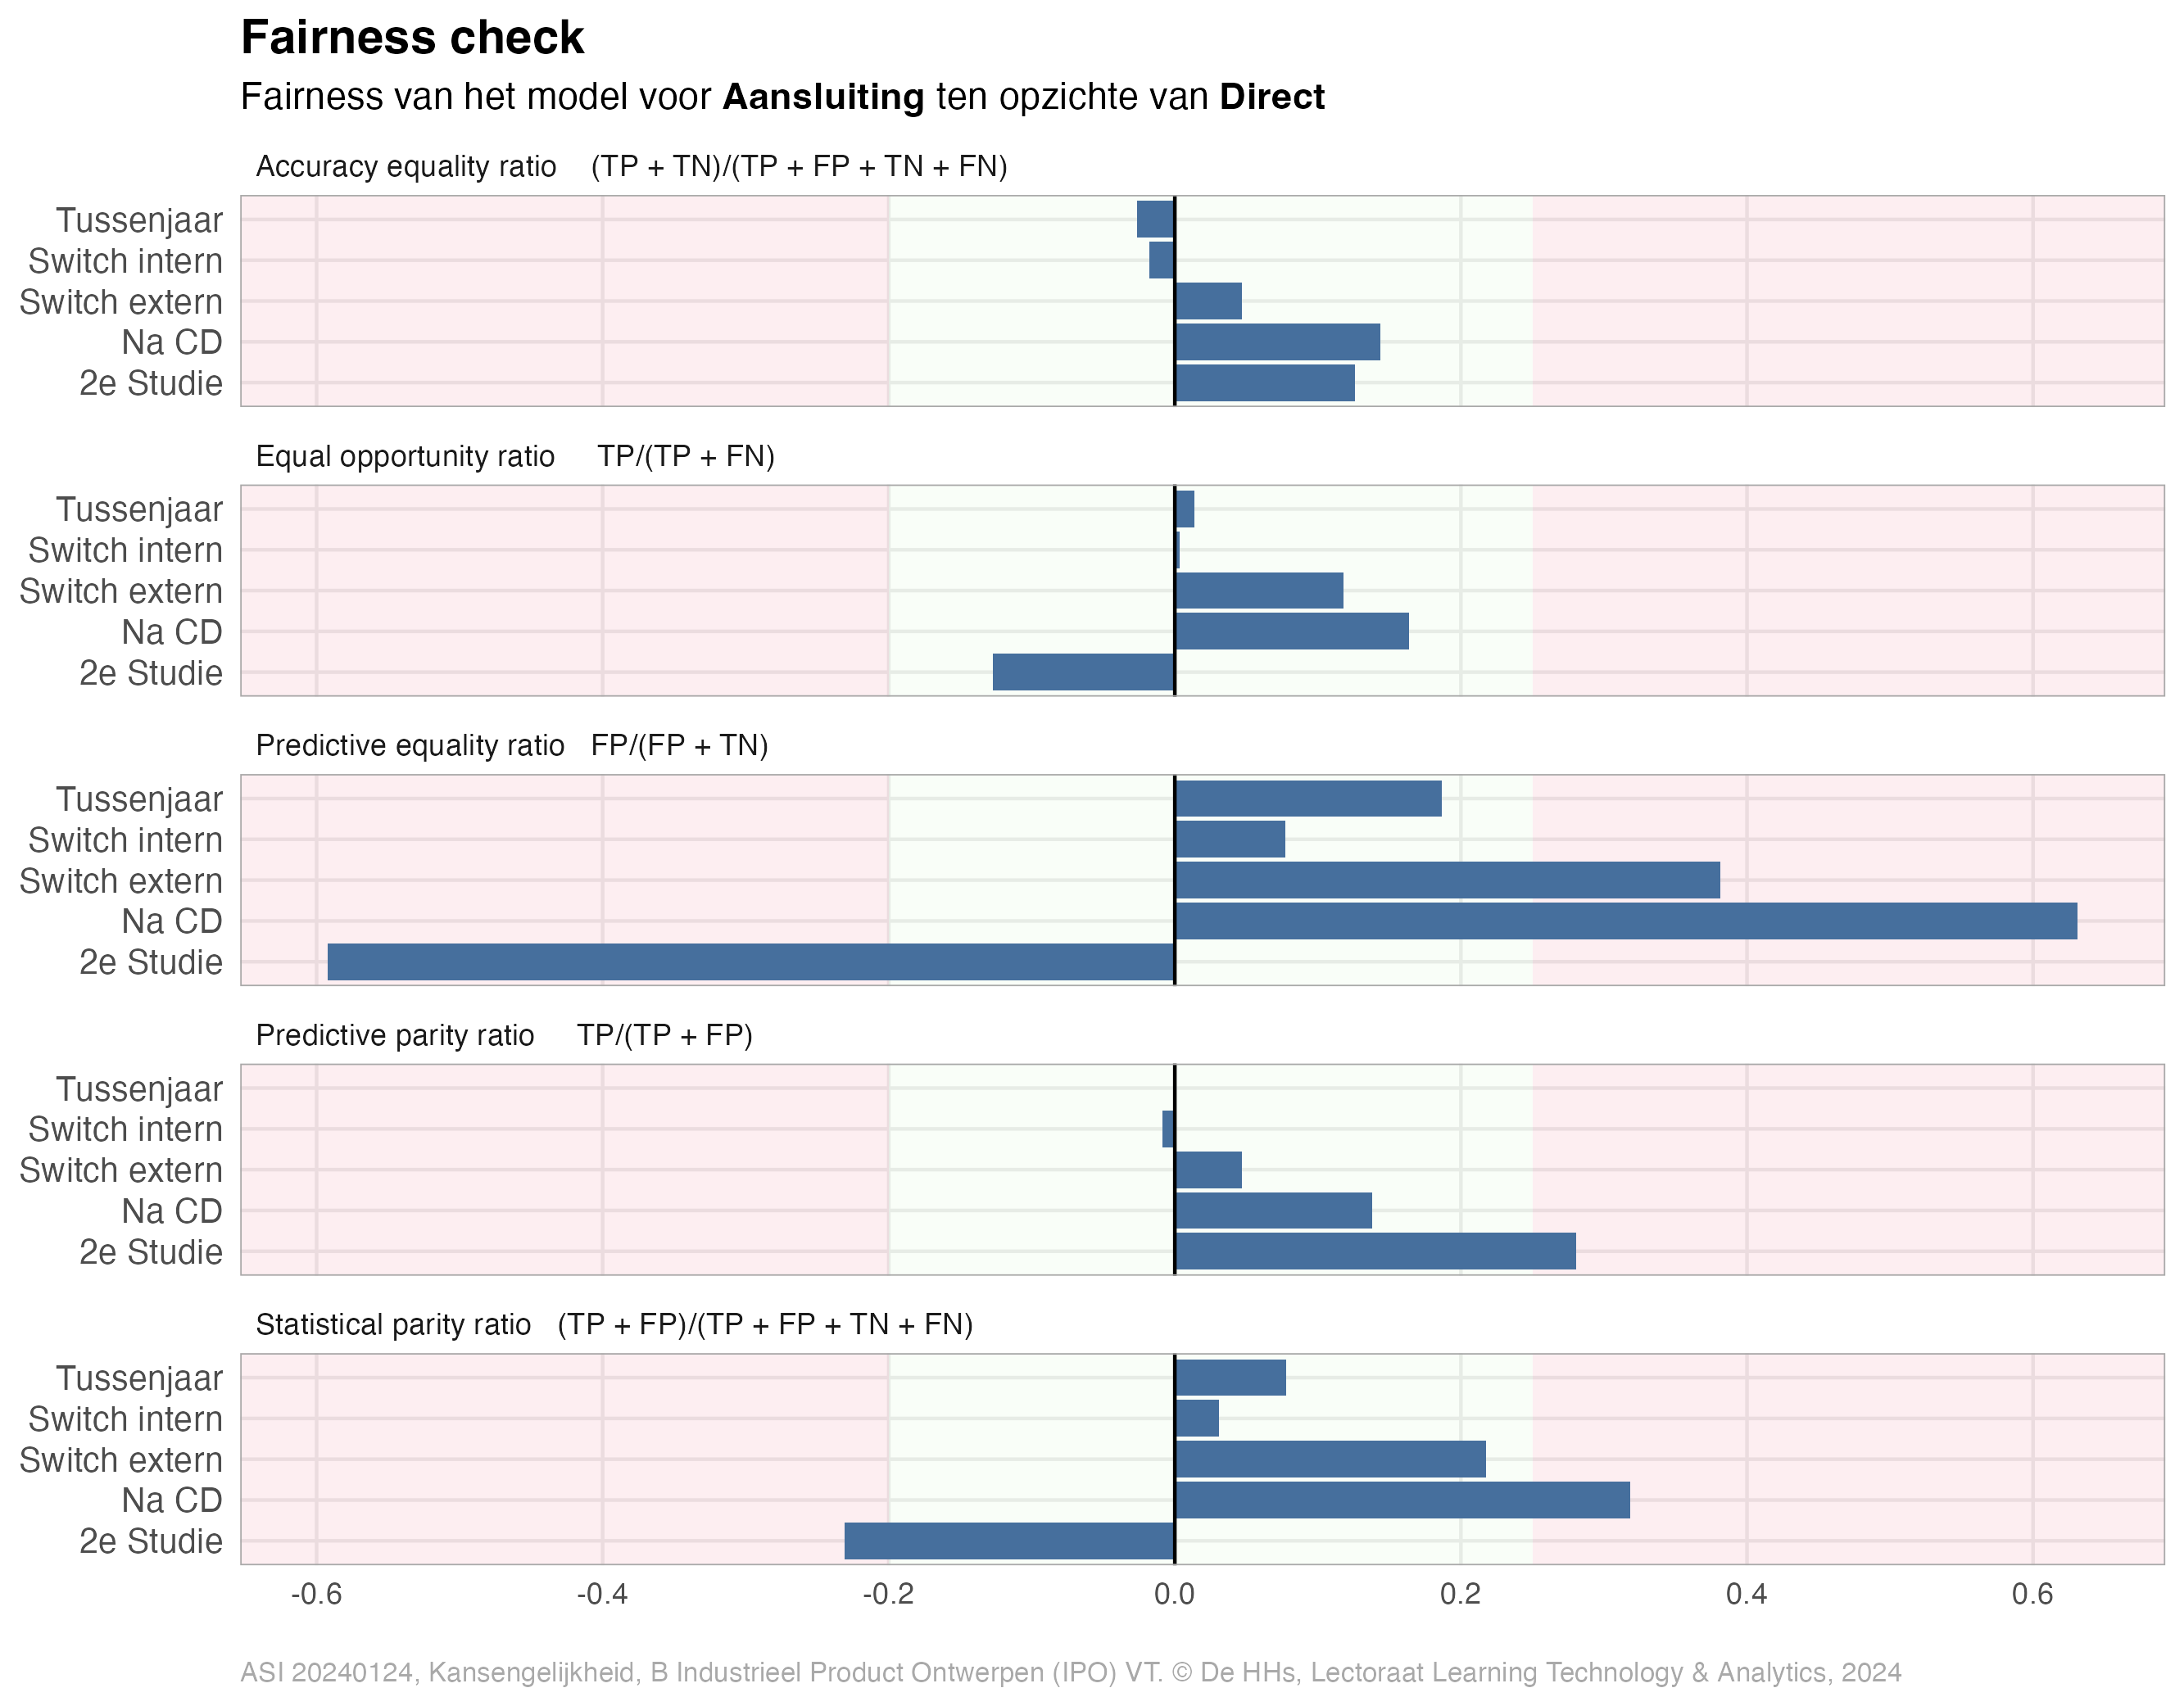 Fairness check
Fairness van het model voor Aansluiting ten opzichte van Direct
Accuracy equality ratio (TP + TN)/(TP + FP + TN + FN)
Tussenjaar
Switch intern
Switch extern
Na CD
2e Studie
Equal opportunity ratio TP/(TP + FN)
Tussenjaar
Switch intern
Switch extern
Na CD
2e Studie
Predictive equality ratio FP/(FP + TN)
Tussenjaar
Switch intern
Switch extern
Na CD
2e Studie
Predictive parity ratio TP/(TP + FP)
Tussenjaar
Switch intern
Switch extern
Na CD
2e Studie
Statistical parity ratio (TP + FP)/(TP + FP + TN + FN)
Tussenjaar
Switch intern
Switch extern
Na CD
2e Studie
-0.6 -0.4 -0.2 0.0 0.2 0.4 0.6
ASI 20240124, Kansengelijkheid, B Industrieel Product Ontwerpen (IPO) VT. © De HHs, Lectoraat Learning Technology & Analytics, 2024